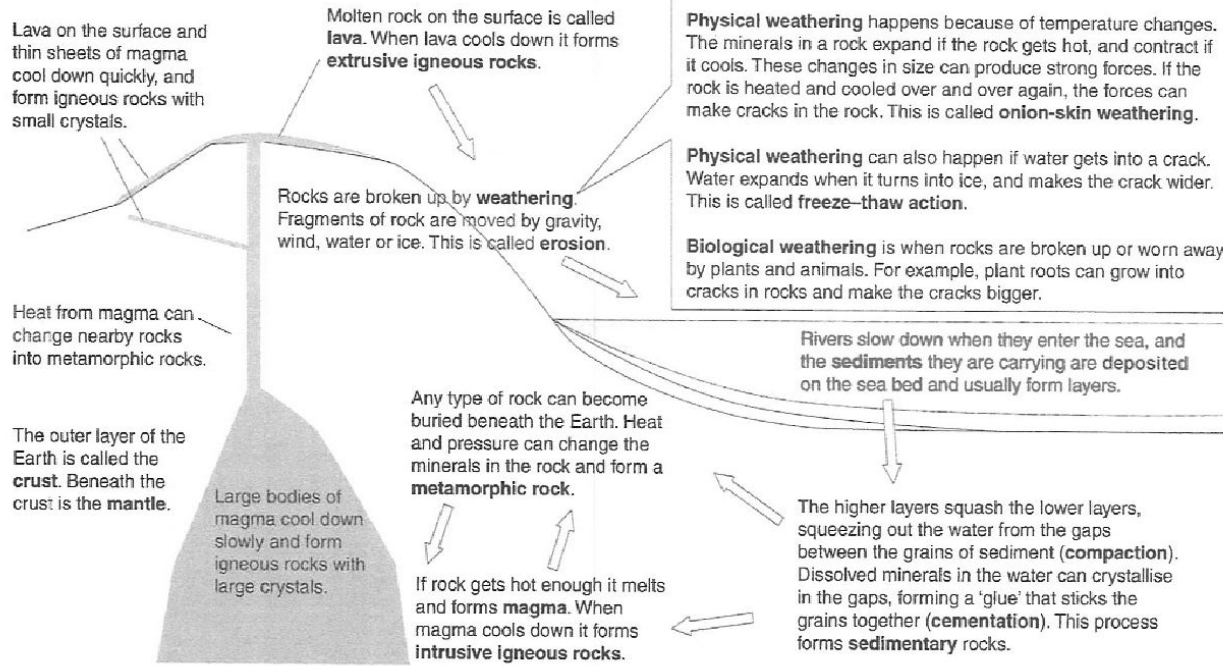 Lava on the surface and
thin sheets of magma
cool down quickly, and
form igneous rocks with
small crystals.
Molten rock on the surface is called
lava. When lava cools down it forms
extrusive igneous rocks.
Physical weathering happens because of temperature changes.
The minerals in a rock expand if the rock gets hot, and contract if
it cools. These changes in size can produce strong forces. If the
rock is heated and cooled over and over again, the forces can
make cracks in the rock. This is called onion-skin weathering.
Physical weathering can also happen if water gets into a crack.
Water expands when it turns into ice, and makes the crack wider.
This is called freeze–thaw action.
Biological weathering is when rocks are broken up or worn away
by plants and animals. For example, plant roots can grow into
cracks in rocks and make the cracks bigger.
Rocks are broken up by weathering.
Fragments of rock are moved by gravity,
wind, water or ice. This is called erosion.
Heat from magma can
change nearby rocks
into metamorphic rocks.
Rivers slow down when they enter the sea, and
the sediments they are carrying are deposited
on the sea bed and usually form layers.
The outer layer of the
Earth is called the
crust. Beneath the
crust is the mantle.
Large bodies of
magma cool down
slowly and form
igneous rocks with
large crystals.
Any type of rock can become
buried beneath the Earth. Heat
and pressure can change the
minerals in the rock and form a
metamorphic rock.
If rock gets hot enough it melts
and forms magma. When
magma cools down it forms
intrusive igneous rocks.
The higher layers squash the lower layers,
squeezing out the water from the gaps
between the grains of sediment (compaction).
Dissolved minerals in the water can crystallise
in the gaps, forming a ‘glue’ that sticks the
grains together (cementation). This process
forms sedimentary rocks.